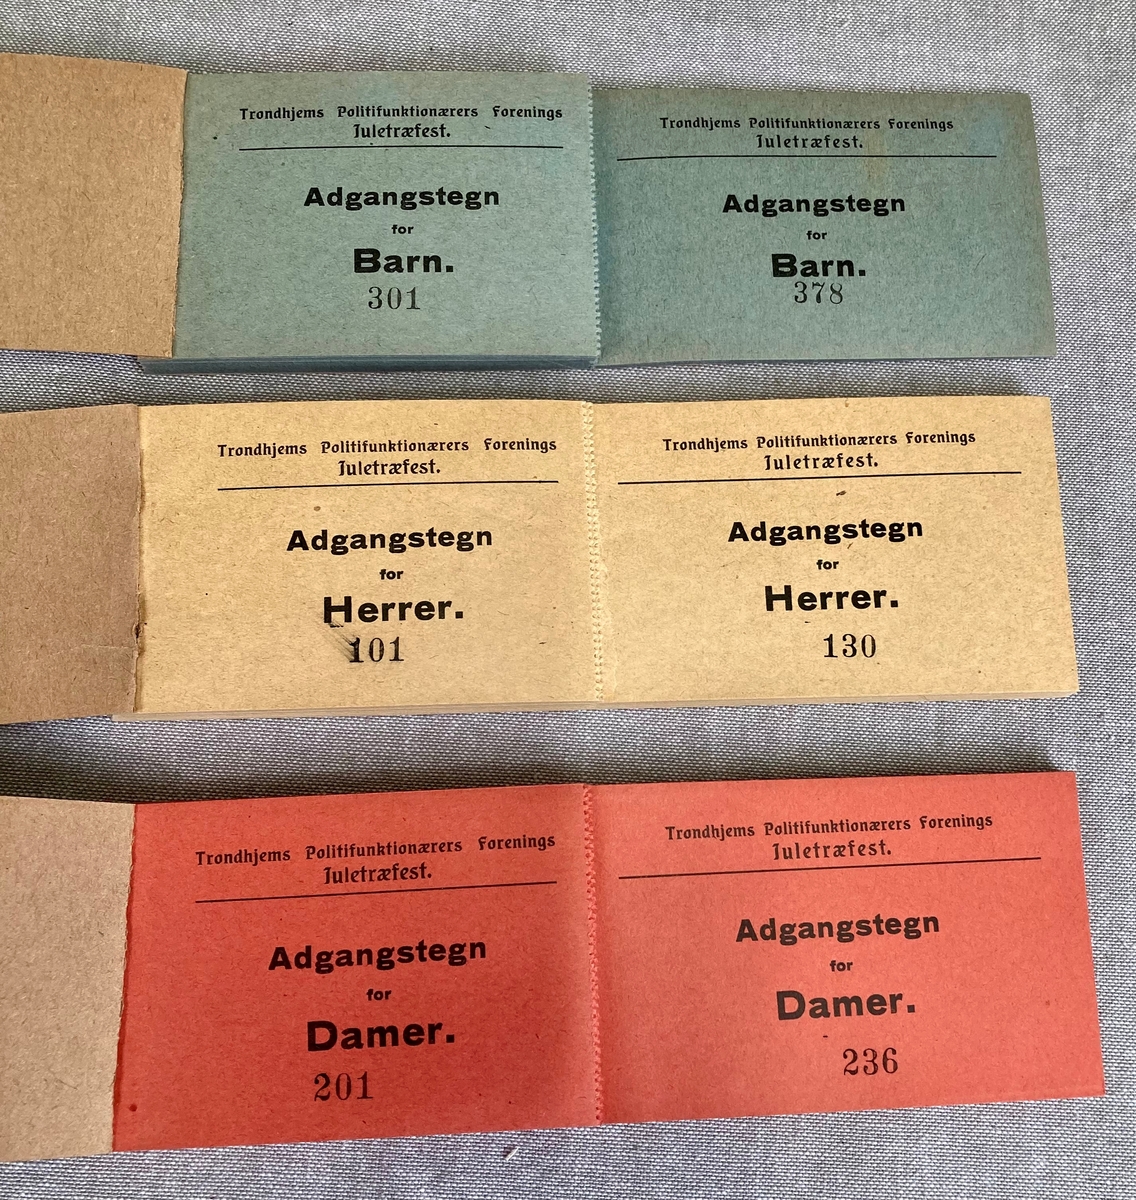 Trondhjems Politifunktionærers Forenings
Juletræfest.
Adgangstegn
for
Barn.
301
Trondhjems Politifunktionærers Forenings
Juletræfest.
Adgangstegn
for
Barn.
378
Trondhjems Politifunktionærers Forenings
Juletræfest.
Adgangstegn
for
Herrer.
101
Trondhjems Politifunktionærers Forenings
Juletræfest.
Adgangstegn
for
Herrer.
130
Trondhjems Politifunktionærers Forenings
Juletræfest.
Adgangstegn
for
Damer.
201
Trondhjems Politifunktionærers Forenings
Juletræfest.
Adgangstegn
for
Damer.
236